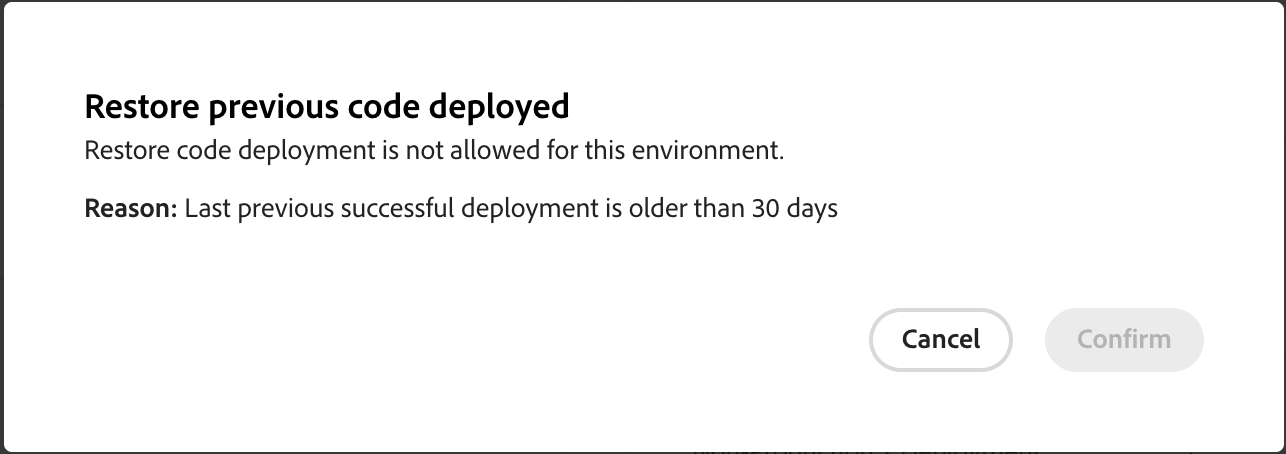 Restore previous code deployed
Restore code deployment is not allowed for this environment.
Reason: Last previous successful deployment is older than 30 days
Cancel
Confirm